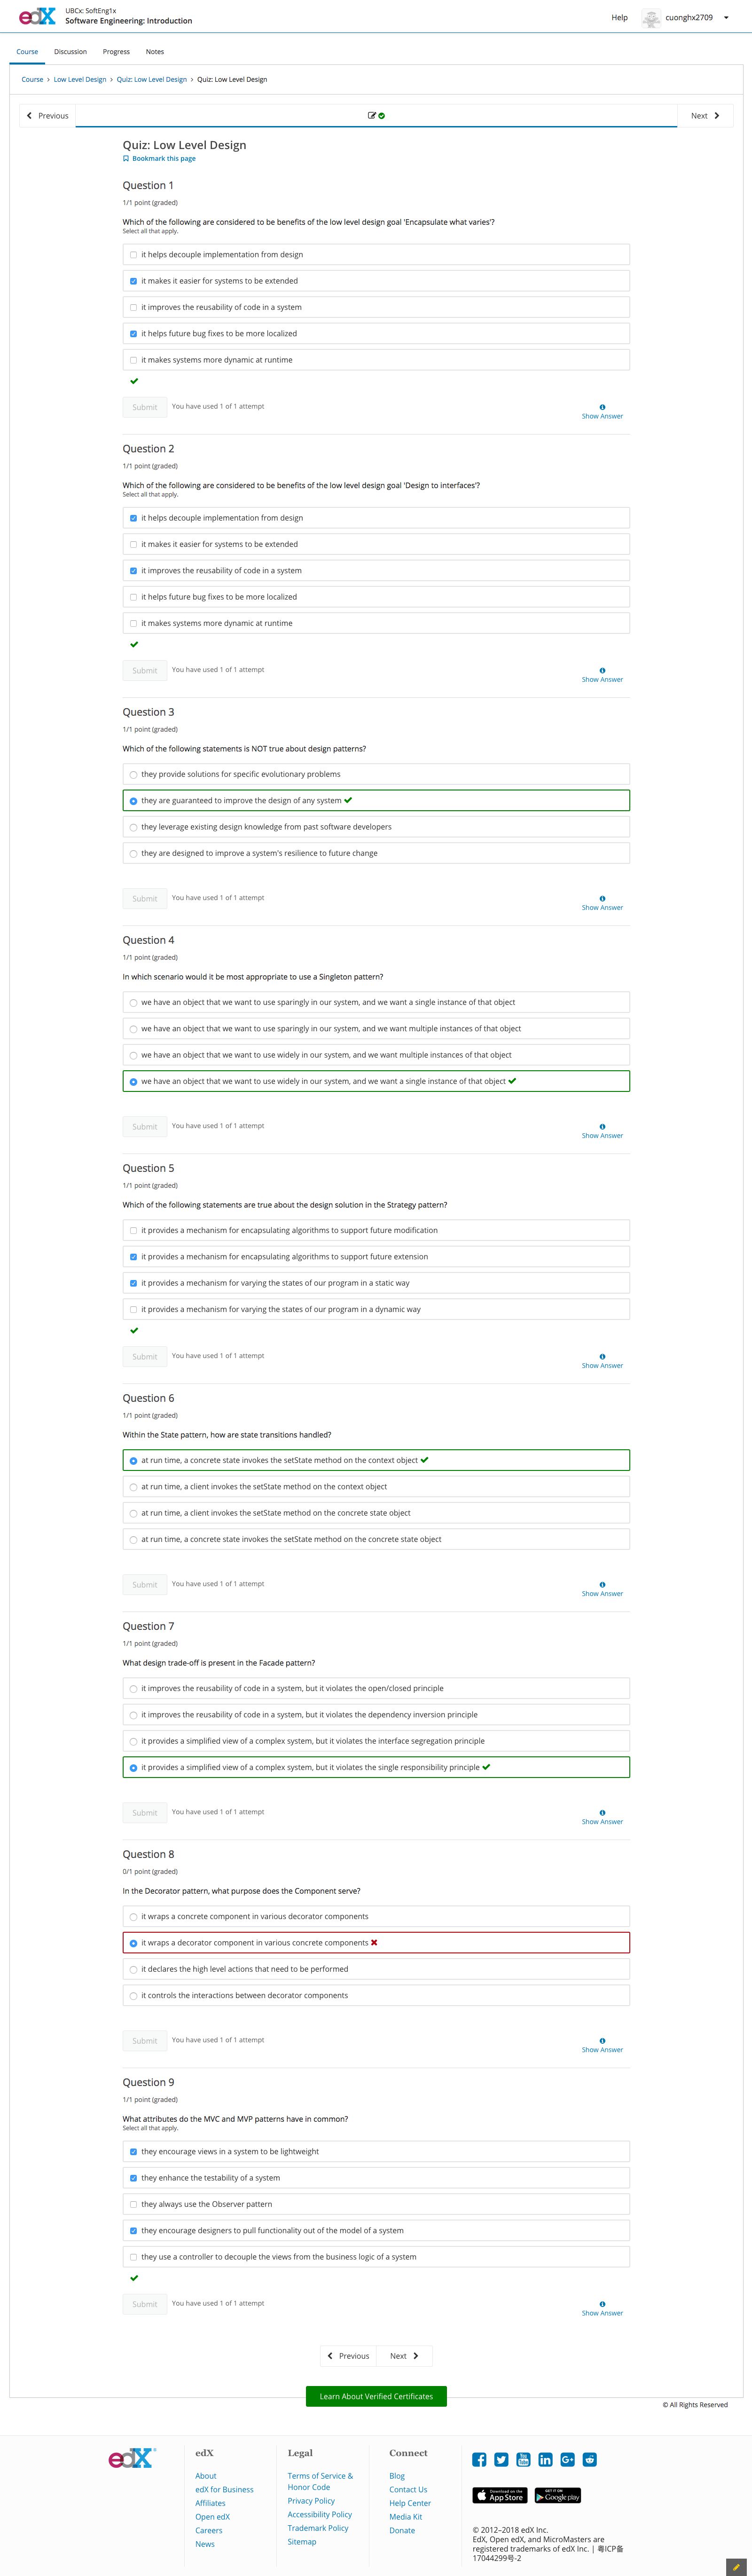 edX
UBCx: SoftEng1x
Software Engineering: Introduction
Help
cuonghx2709
Course
Discussion
Progress
Notes
Course > Low Level Design > Quiz: Low Level Design > Quiz: Low Level Design
Previous
Next
Quiz: Low Level Design
Bookmark this page
Question 1
1/1 point (graded)
Which of the following are considered to be benefits of the low level design goal 'Encapsulate what varies'?
Select all that apply.
it helps decouple implementation from design
it makes it easier for systems to be extended
it improves the reusability of code in a system
it helps future bug fixes to be more localized
it makes systems more dynamic at runtime
Submit
You have used 1 of 1 attempt
Show Answer
Question 2
1/1 point (graded)
Which of the following are considered to be benefits of the low level design goal 'Design to interfaces'?
Select all that apply.
it helps decouple implementation from design
it makes it easier for systems to be extended
it improves the reusability of code in a system
it helps future bug fixes to be more localized
it makes systems more dynamic at runtime
Submit
You have used 1 of 1 attempt
Show Answer
Question 3
1/1 point (graded)
Which of the following statements is NOT true about design patterns?
they provide solutions for specific evolutionary problems
they are guaranteed to improve the design of any system
they leverage existing design knowledge from past software developers
they are designed to improve a system's resilience to future change
Submit
You have used 1 of 1 attempt
Show Answer
Question 4
1/1 point (graded)
In which scenario would it be most appropriate to use a Singleton pattern?
we have an object that we want to use sparingly in our system, and we want a single instance of that object
we have an object that we want to use sparingly in our system, and we want multiple instances of that object
we have an object that we want to use widely in our system, and we want multiple instances of that object
we have an object that we want to use widely in our system, and we want a single instance of that object
Submit
You have used 1 of 1 attempt
Show Answer
Question 5
1/1 point (graded)
Which of the following statements are true about the design solution in the Strategy pattern?
it provides a mechanism for encapsulating algorithms to support future modification
it provides a mechanism for encapsulating algorithms to support future extension
it provides a mechanism for varying the states of our program in a static way
it provides a mechanism for varying the states of our program in a dynamic way
Submit
You have used 1 of 1 attempt
Show Answer
Question 6
1/1 point (graded)
Within the State pattern, how are state transitions handled?
at run time, a concrete state invokes the setState method on the context object
at run time, a client invokes the setState method on the context object
at run time, a client invokes the setState method on the concrete state object
at run time, a concrete state invokes the setState method on the concrete state object
Submit
You have used 1 of 1 attempt
Show Answer
Question 7
1/1 point (graded)
What design trade-off is present in the Facade pattern?
it improves the reusability of code in a system, but it violates the open/closed principle
it improves the reusability of code in a system, but it violates the dependency inversion principle
it provides a simplified view of a complex system, but it violates the interface segregation principle
it provides a simplified view of a complex system, but it violates the single responsibility principle
Submit
You have used 1 of 1 attempt
Show Answer
Question 8
0/1 point (graded)
In the Decorator pattern, what purpose does the Component serve?
it wraps a concrete component in various decorator components
it wraps a decorator component in various concrete components
it declares the high level actions that need to be performed
it controls the interactions between decorator components
Submit
You have used 1 of 1 attempt
Show Answer
Question 9
1/1 point (graded)
What attributes do the MVC and MVP patterns have in common?
Select all that apply.
they encourage views in a system to be lightweight
they enhance the testability of a system
they always use the Observer pattern
they encourage designers to pull functionality out of the model of a system
they use a controller to decouple the views from the business logic of a system
Submit
You have used 1 of 1 attempt
Show Answer
Previous
Next
Learn About Verified Certificates
© All Rights Reserved
edX
edX
About
edX for Business
Affiliates
Open edX
Careers
News
Legal
Terms of Service &
Honor Code
Privacy Policy
Accessibility Policy
Trademark Policy
Sitemap
Connect
Blog
Contact Us
Help Center
Media Kit
Donate
Download on the
App Store
GET IT ON
Google play
© 2012–2018 edX Inc.
EdX, Open edX, and MicroMasters are
registered trademarks of edX Inc. | 粤ICP备
17044299号-2